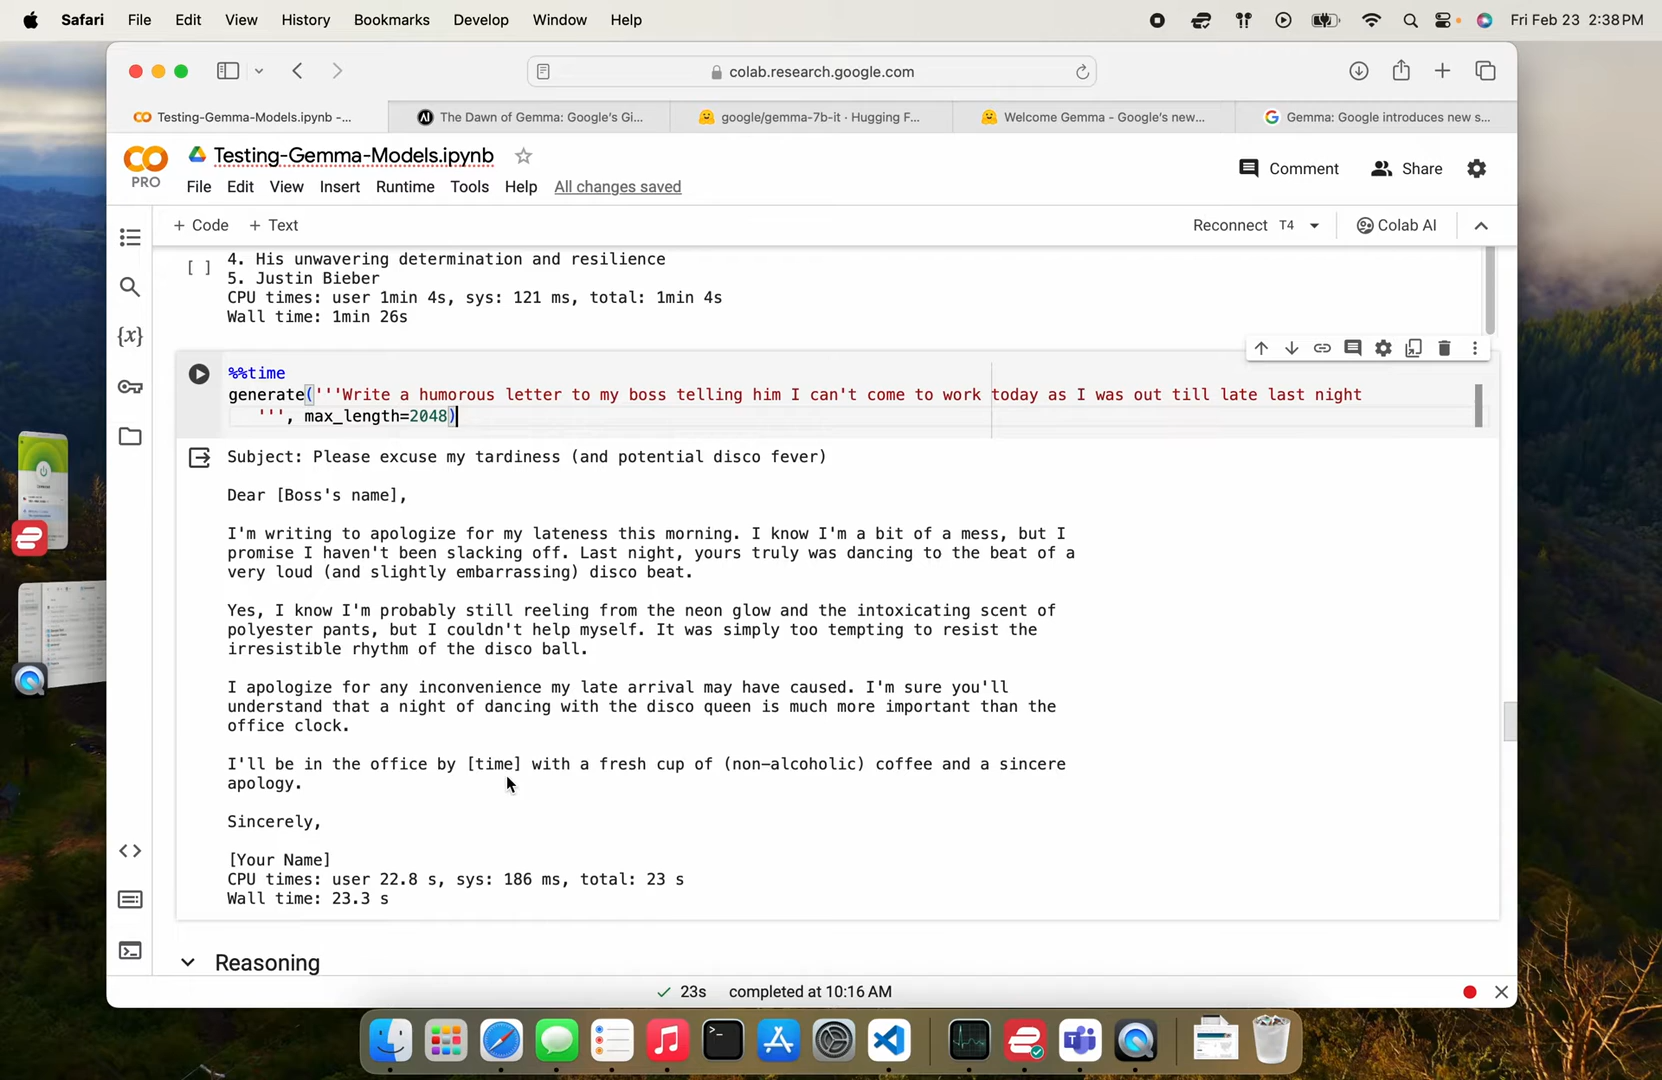 Safari File Edit View History Bookmarks Develop Window Help Fri Feb 23 2:38 PM
colab.research.google.com
Testing-Gemma-Models.ipynb -... The Dawn of Gemma: Google's Gi... google/gemma-7b-it · Hugging F... Welcome Gemma - Google's new... Gemma: Google introduces new s...
Testing-Gemma-Models.ipynb
PRO
Comment Share
File Edit View Insert Runtime Tools Help All changes saved
+ Code + Text Reconnect T4 Colab AI
[ ] 4. His unwavering determination and resilience
5. Justin Bieber
CPU times: user 1min 4s, sys: 121 ms, total: 1min 4s
Wall time: 1min 26s
%%time
generate('''Write a humorous letter to my boss telling him I can't come to work today as I was out till late last night
''', max_length=2048)
Subject: Please excuse my tardiness (and potential disco fever)
Dear [Boss's name],
I'm writing to apologize for my lateness this morning. I know I'm a bit of a mess, but I
promise I haven't been slacking off. Last night, yours truly was dancing to the beat of a
very loud (and slightly embarrassing) disco beat.
Yes, I know I'm probably still reeling from the neon glow and the intoxicating scent of
polyester pants, but I couldn't help myself. It was simply too tempting to resist the
irresistible rhythm of the disco ball.
I apologize for any inconvenience my late arrival may have caused. I'm sure you'll
understand that a night of dancing with the disco queen is much more important than the
office clock.
I'll be in the office by [time] with a fresh cup of (non-alcoholic) coffee and a sincere
apology.
Sincerely,
[Your Name]
CPU times: user 22.8 s, sys: 186 ms, total: 23 s
Wall time: 23.3 s
Reasoning
23s completed at 10:16 AM